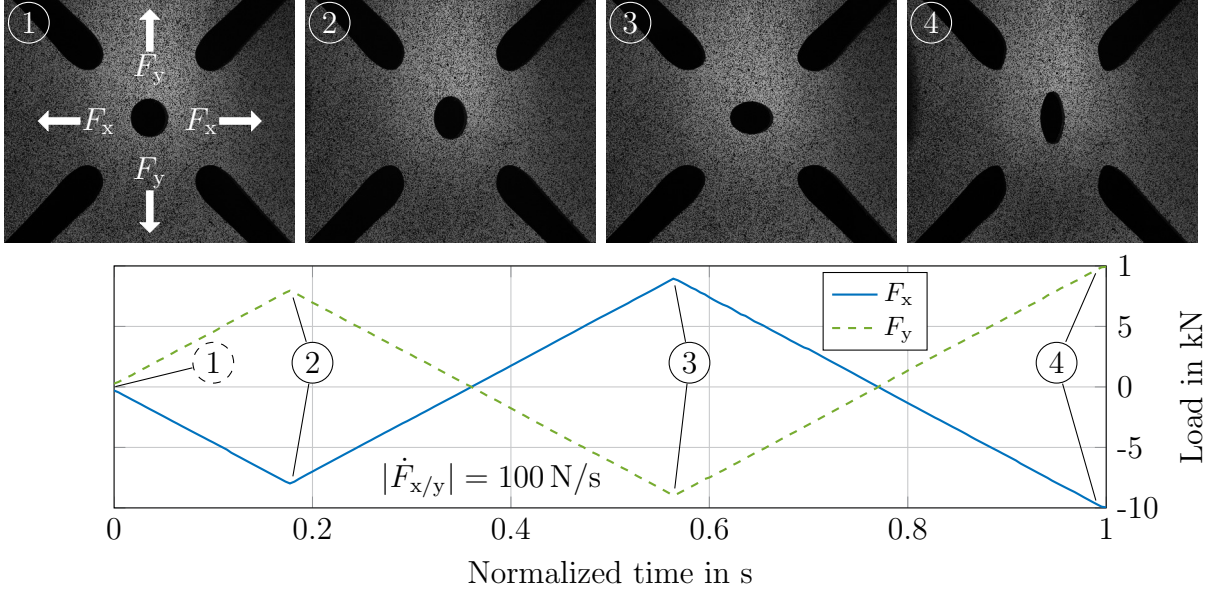 1
2
3
4
F_y
F_x
F_x
F_y
1
5
0
-5
-10
Load in kN
F_x
F_y
1
2
3
4
|Ḟ_x/y| = 100 N/s
0
0.2
0.4
0.6
0.8
1
Normalized time in s